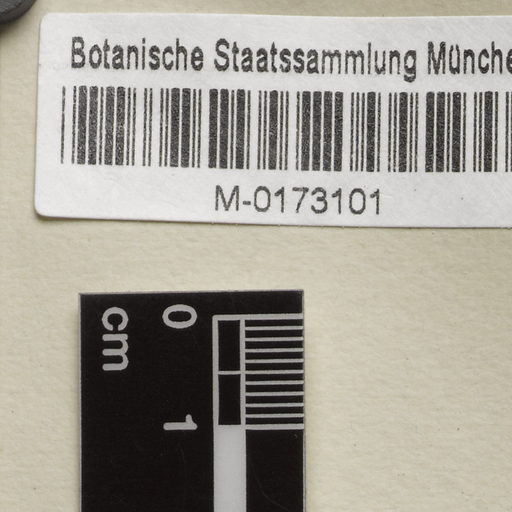 Botanische Staatssammlung Münche
M-0173101
cm
0
1